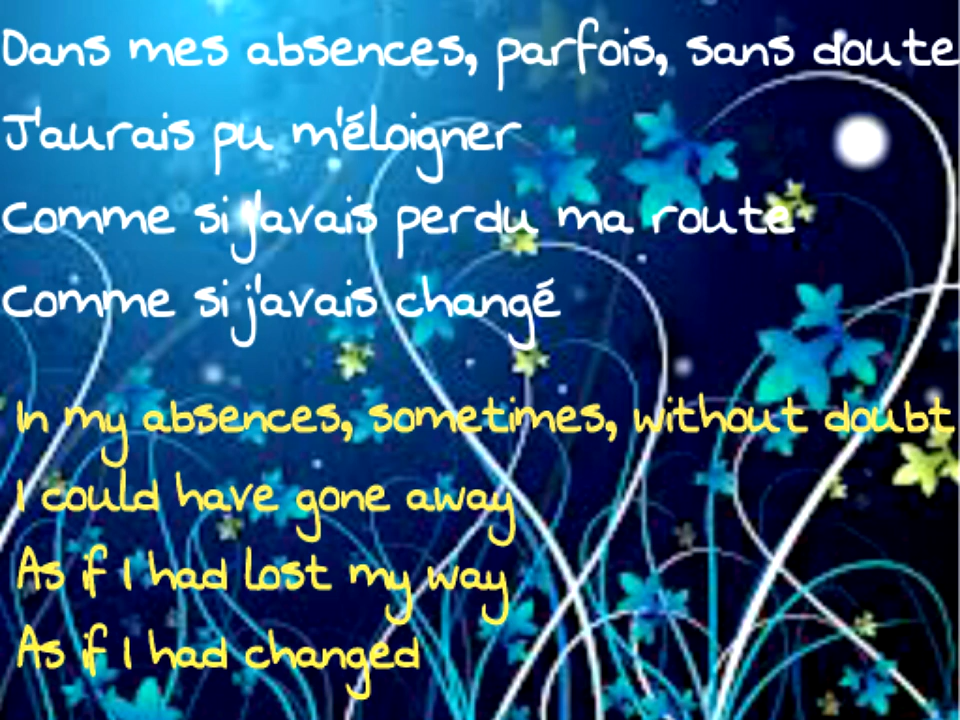 Dans mes absences, parfois, sans doute
J'aurais pu m'éloigner
Comme si j'avais perdu ma route
Comme si j'avais changé
In my absences, sometimes, without doubt
I could have gone away
As if I had lost my way
As if I had changed